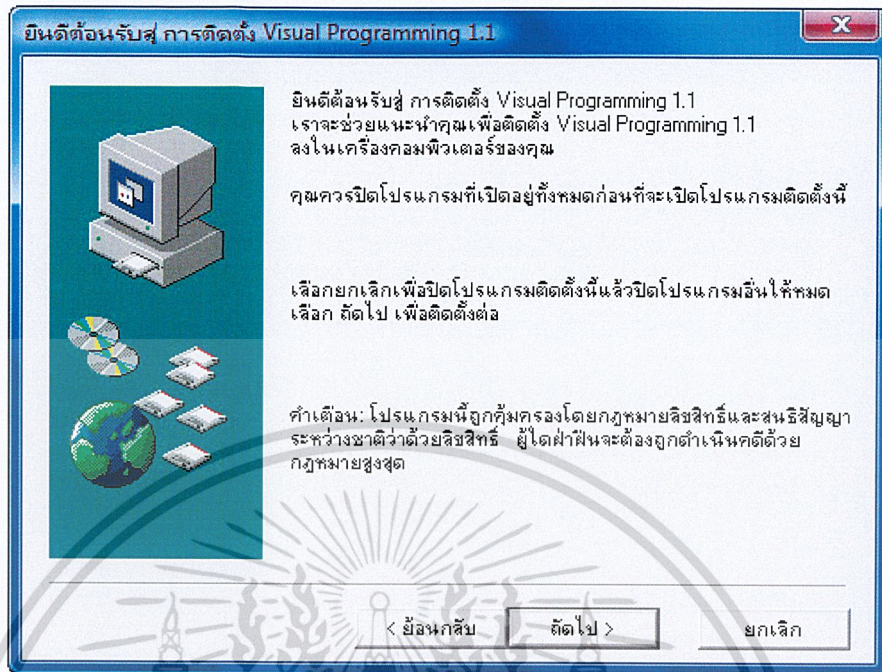 ยินดีต้อนรับสู่ การติดตั้ง Visual Programming 1.1
ยินดีต้อนรับสู่ การติดตั้ง Visual Programming 1.1
เราจะช่วยแนะนำคุณเพื่อติดตั้ง Visual Programming 1.1
ลงในเครื่องคอมพิวเตอร์ของคุณ
คุณควรปิดโปรแกรมที่เปิดอยู่ทั้งหมดก่อนที่จะเปิดโปรแกรมติดตั้งนี้
เลือกยกเลิกเพื่อปิดโปรแกรมติดตั้งนี้แล้วปิดโปรแกรมอื่นให้หมด
เลือก ถัดไป เพื่อติดตั้งต่อ
คำเตือน: โปรแกรมนี้ถูกคุ้มครองโดยกฎหมายลิขสิทธิ์และสนธิสัญญา
ระหว่างชาติว่าด้วยลิขสิทธิ์ ผู้ใดฝ่าฝืนจะต้องถูกดำเนินคดีด้วย
กฎหมายสูงสุด
< ย้อนกลับ ถัดไป > ยกเลิก